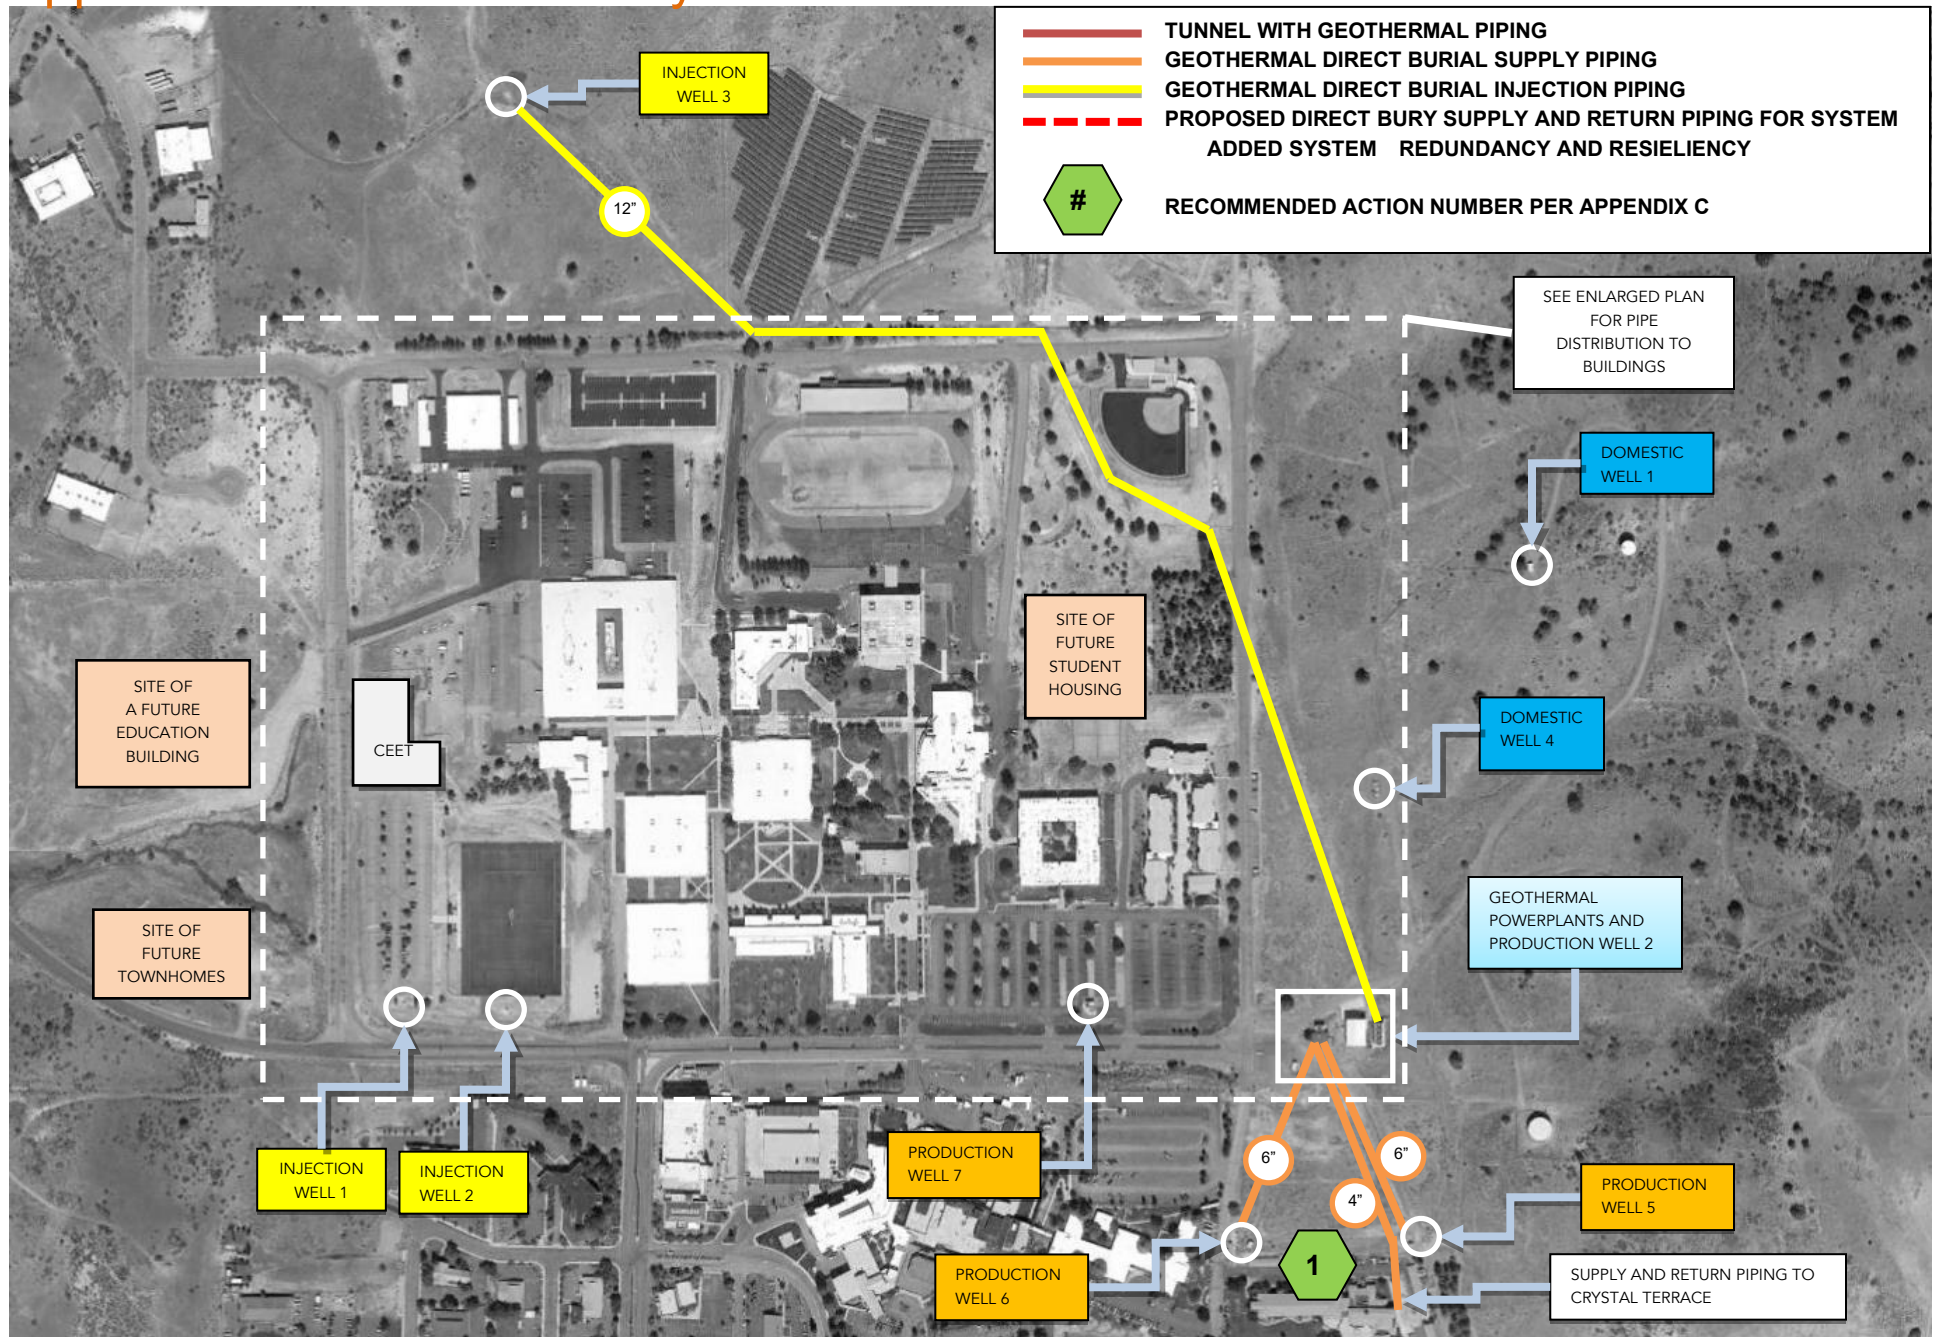 TUNNEL WITH GEOTHERMAL PIPING
GEOTHERMAL DIRECT BURIAL SUPPLY PIPING
GEOTHERMAL DIRECT BURIAL INJECTION PIPING
PROPOSED DIRECT BURY SUPPLY AND RETURN PIPING FOR SYSTEM
ADDED SYSTEM REDUNDANCY AND RESIELIENCY
#
RECOMMENDED ACTION NUMBER PER APPENDIX C
INJECTION
WELL 3
12”
SEE ENLARGED PLAN
FOR PIPE
DISTRIBUTION TO
BUILDINGS
DOMESTIC
WELL 1
SITE OF
FUTURE
STUDENT
HOUSING
SITE OF
A FUTURE
EDUCATION
BUILDING
CEET
DOMESTIC
WELL 4
GEOTHERMAL
POWERPLANTS AND
PRODUCTION WELL 2
SITE OF
FUTURE
TOWNHOMES
INJECTION
WELL 1
INJECTION
WELL 2
PRODUCTION
WELL 7
6”
6”
4”
PRODUCTION
WELL 5
PRODUCTION
WELL 6
1
SUPPLY AND RETURN PIPING TO
CRYSTAL TERRACE